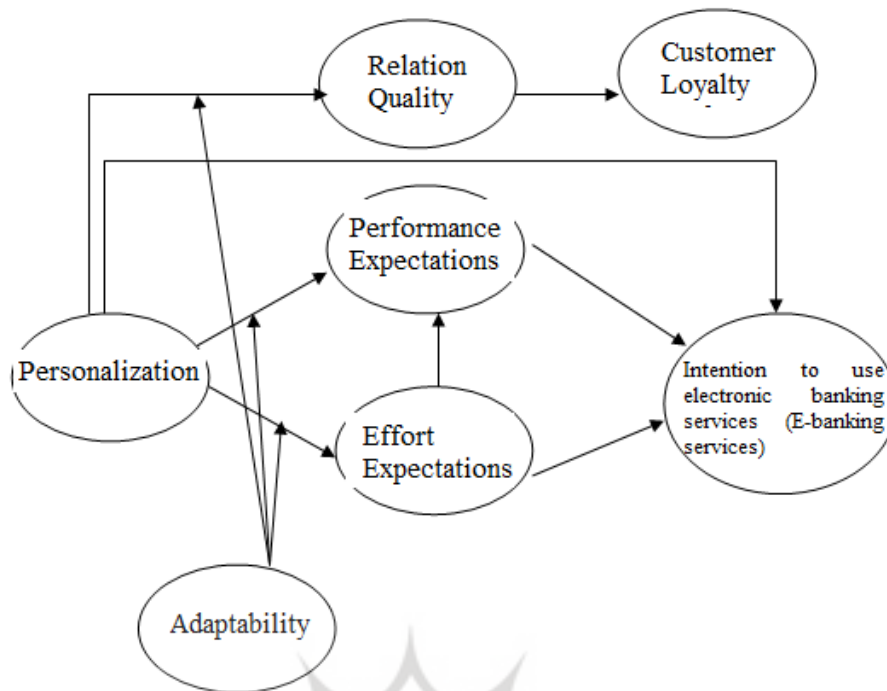 Relation
Quality
Customer
Loyalty
Performance
Expectations
Personalization
Intention to use
electronic banking
services (E-banking
services)
Effort
Expectations
Adaptability